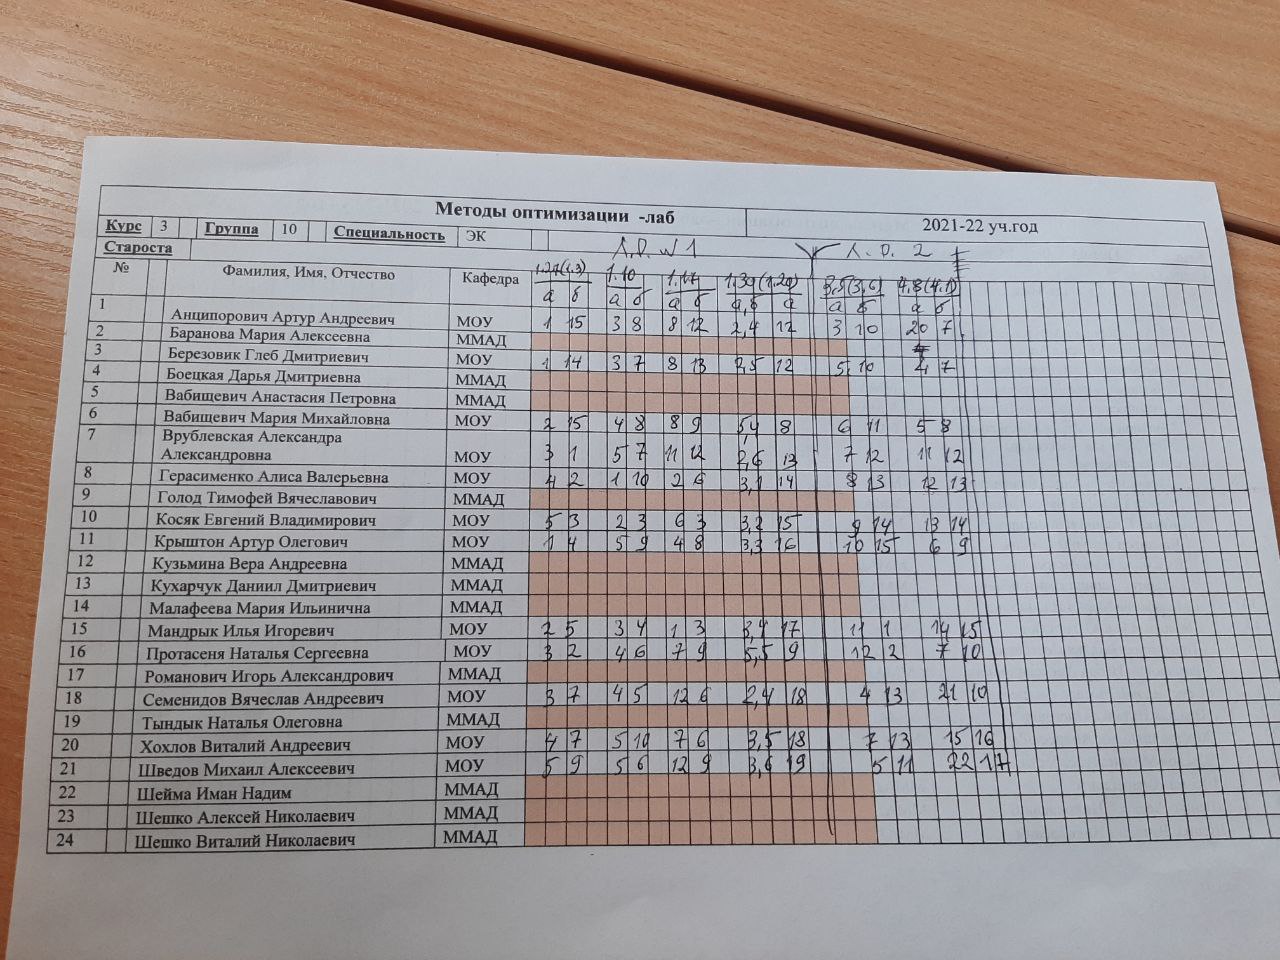 Методы оптимизации -лаб 2021-22 уч.год
Курс 3 Группа 10 Специальность ЭК
Староста Л.Р. №1 Л.Р. 2
№ Фамилия, Имя, Отчество Кафедра 1.10 1.17 3.5(3.6) 4.8(4.1)
а б а б а б а,б а а б а б
1 Анципорович Артур Андреевич МОУ 1 15 3 8 8 12 2,4 12 3 10 20 7
2 Баранова Мария Алексеевна ММАД
3 Березовик Глеб Дмитриевич МОУ 1 14 3 7 8 13 2,5 12 5 10 7
4 Боецкая Дарья Дмитриевна ММАД
5 Вабищевич Анастасия Петровна ММАД
6 Вабищевич Мария Михайловна МОУ 2 15 4 8 8 9 5,4 8 6 11 5 8
7 Врублевская Александра
Александровна МОУ 3 1 5 7 11 12 2,6 13 7 12 11 12
8 Герасименко Алиса Валерьевна МОУ 4 2 1 10 2 6 3,1 14 8 13 12 13
9 Голод Тимофей Вячеславович ММАД
10 Косяк Евгений Владимирович МОУ 5 3 2 3 6 3 3,2 15 9 14 13 14
11 Крыштон Артур Олегович МОУ 1 4 5 9 4 8 3,3 16 10 15 6 9
12 Кузьмина Вера Андреевна ММАД
13 Кухарчук Даниил Дмитриевич ММАД
14 Малафеева Мария Ильинична ММАД
15 Мандрык Илья Игоревич МОУ 2 5 3 4 1 3 3,4 17 11 1 14 15
16 Протасеня Наталья Сергеевна МОУ 3 2 4 6 7 9 5,5 9 12 2 7 10
17 Романович Игорь Александрович ММАД
18 Семенидов Вячеслав Андреевич МОУ 3 7 4 5 12 6 2,4 18 4 13 21 10
19 Тындык Наталья Олеговна ММАД
20 Хохлов Виталий Андреевич МОУ 4 7 5 10 7 6 3,5 18 7 13 15 16
21 Шведов Михаил Алексеевич МОУ 5 9 5 6 12 9 3,6 19 5 11 22 17
22 Шейма Иман Надим ММАД
23 Шешко Алексей Николаевич ММАД
24 Шешко Виталий Николаевич ММАД